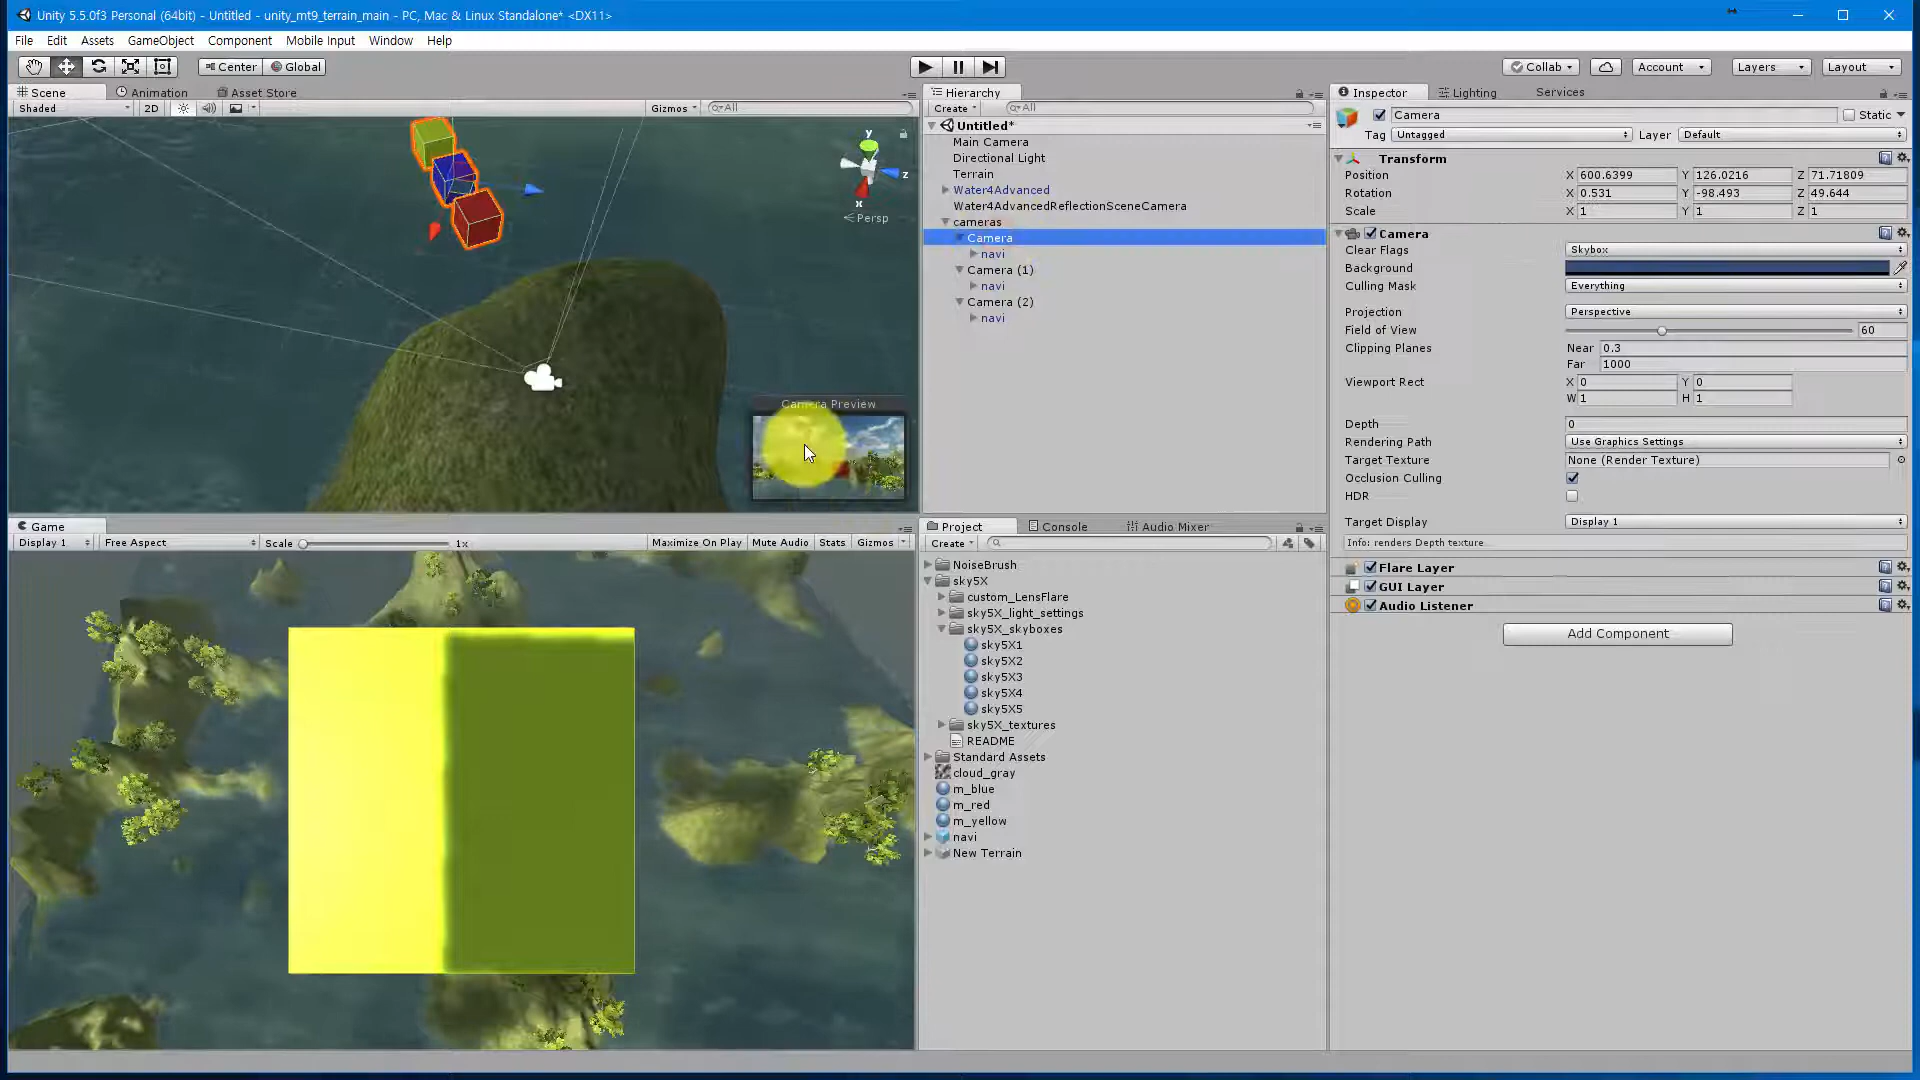 Unity 5.5.0f3 Personal (64bit) - Untitled - unity_mt9_terrain_main - PC, Mac & Linux Standalone* <DX11>
File Edit Assets GameObject Component Mobile Input Window Help
Center Global Collab Account Layers Layout
Scene Animation Asset Store
Shaded 2D Gizmos All
y
z
x
Persp
Camera Preview
Game
Display 1 Free Aspect Scale 1x Maximize On Play Mute Audio Stats Gizmos
Hierarchy
Create All
Untitled*
Main Camera
Directional Light
Terrain
Water4Advanced
Water4AdvancedReflectionSceneCamera
cameras
Camera
navi
Camera (1)
navi
Camera (2)
navi
Project Console Audio Mixer
Create
NoiseBrush
sky5X
custom_LensFlare
sky5X_light_settings
sky5X_skyboxes
sky5X1
sky5X2
sky5X3
sky5X4
sky5X5
sky5X_textures
README
Standard Assets
cloud_gray
m_blue
m_red
m_yellow
navi
New Terrain
Inspector Lighting Services
Camera Static
Tag Untagged Layer Default
Transform
Position X 600.6399 Y 126.0216 Z 71.71809
Rotation X 0.531 Y -98.493 Z 49.644
Scale X 1 Y 1 Z 1
Camera
Clear Flags Skybox
Background
Culling Mask Everything
Projection Perspective
Field of View 60
Clipping Planes Near 0.3
Far 1000
Viewport Rect X 0 Y 0
W 1 H 1
Depth 0
Rendering Path Use Graphics Settings
Target Texture None (Render Texture)
Occlusion Culling
HDR
Target Display Display 1
Info: renders Depth texture
Flare Layer
GUI Layer
Audio Listener
Add Component